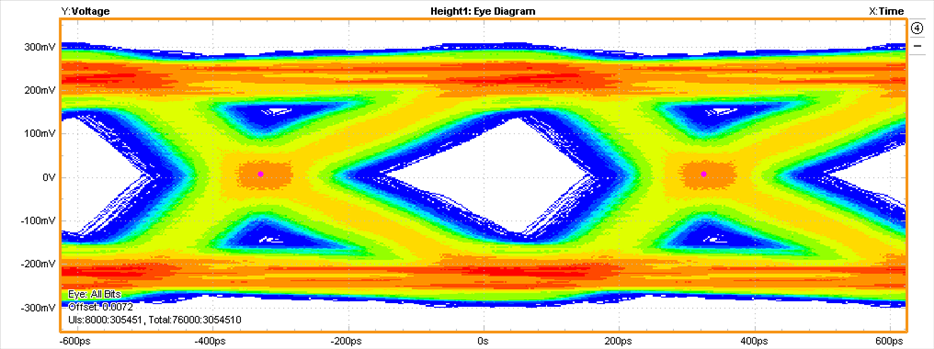 Y:Voltage Height1: Eye Diagram X:Time
4
300mV
200mV
100mV
0V
-100mV
-200mV
-300mV
Eye: All Bits
Offset: 0.0072
UIs:8000:305451, Total:76000:3054510
-600ps -400ps -200ps 0s 200ps 400ps 600ps